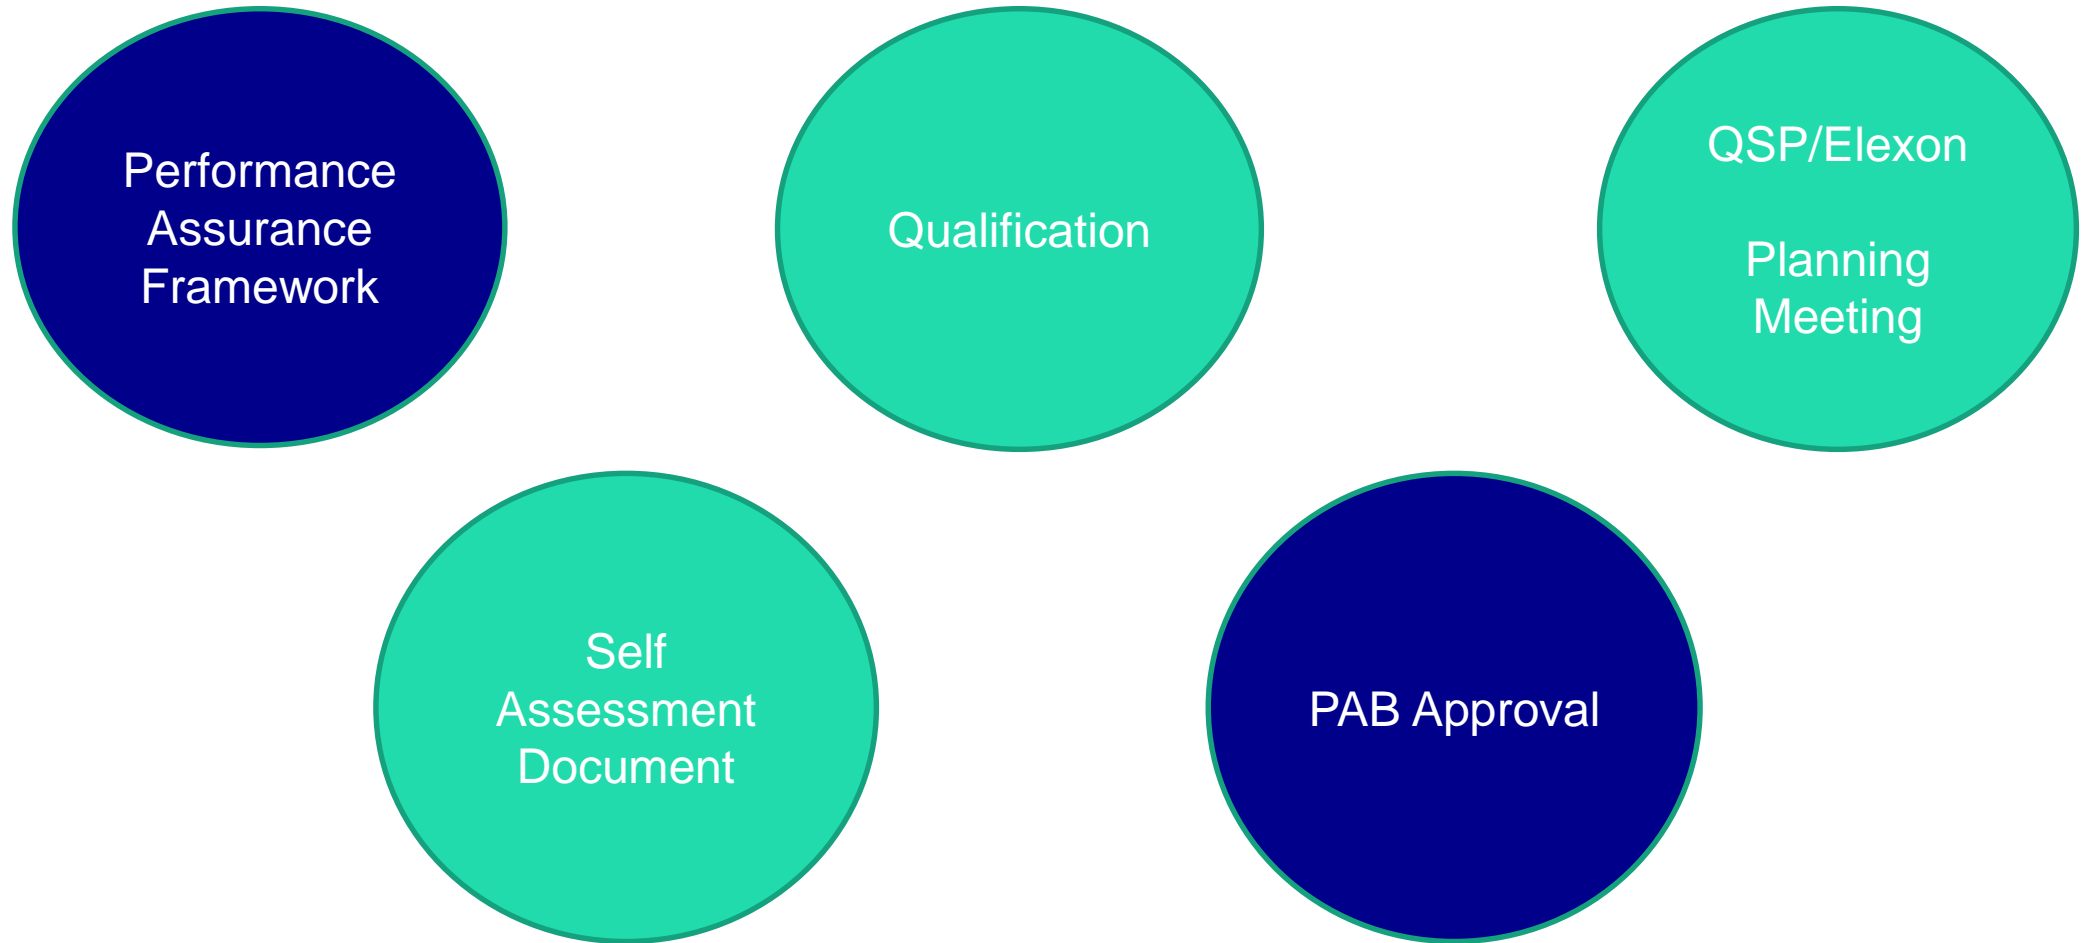 Performance
Assurance
Framework
Qualification
QSP/Elexon
Planning
Meeting
Self
Assessment
Document
PAB Approval